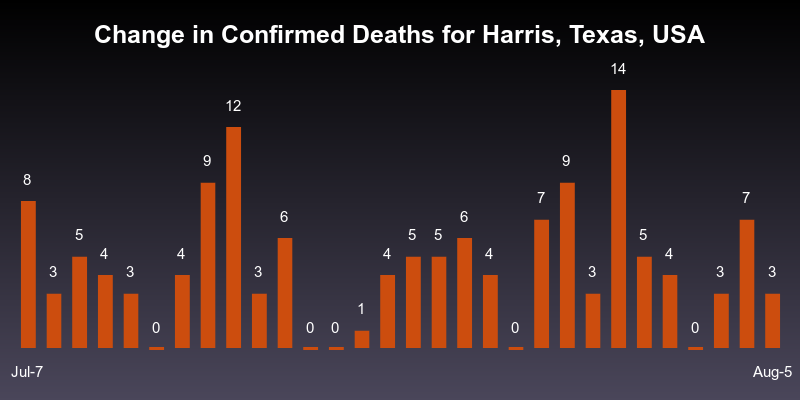 Change in Confirmed Deaths for Harris, Texas, USA
8 3 5 4 3 0 4 9 12 3 6 0 0 1 4 5 5 6 4 0 7 9 3 14 5 4 0 3 7 3
Jul-7 Aug-5